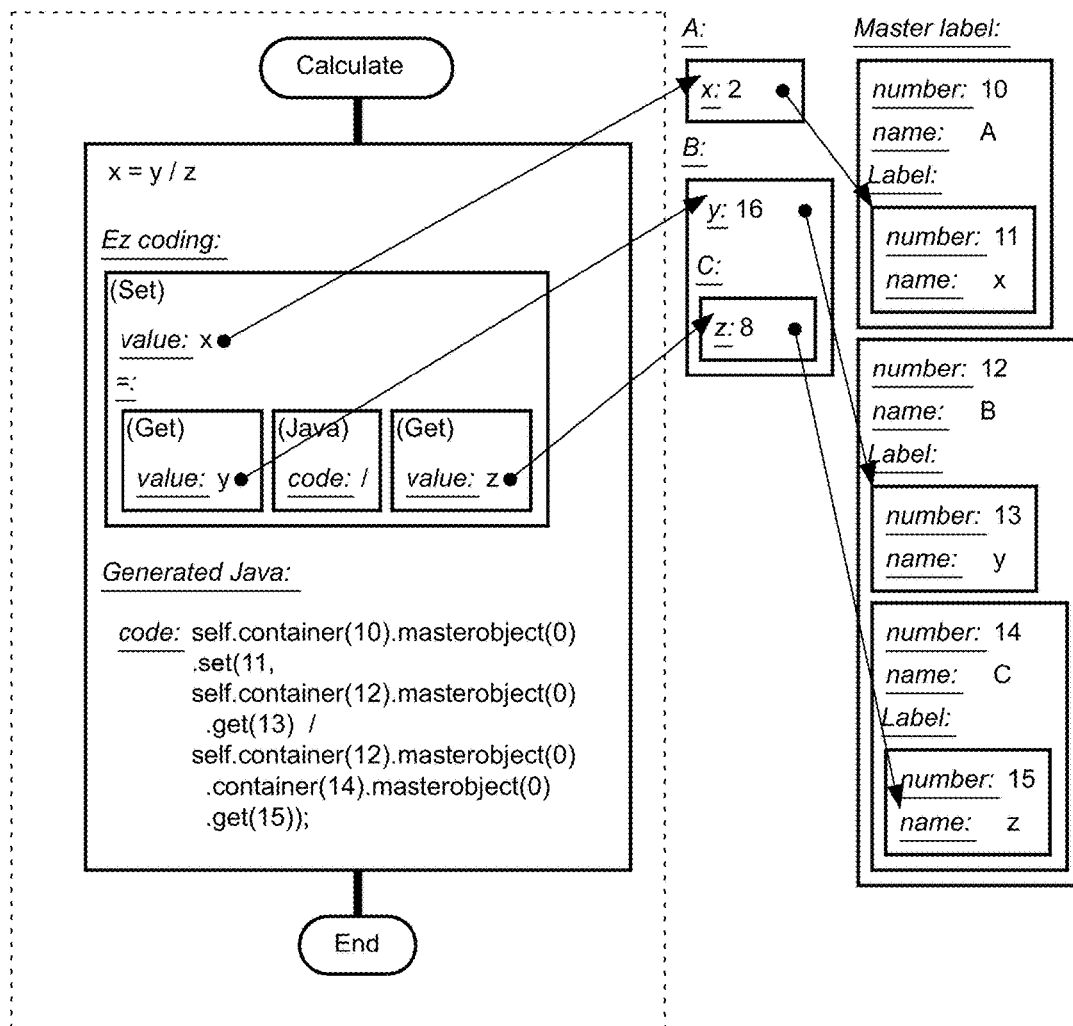 Calculate
x = y / z
Ez coding:
(Set)
value: x
=:
(Get) (Java) (Get)
value: y code: / value: z
Generated Java:
code: self.container(10).masterobject(0)
.set(11,
self.container(12).masterobject(0)
.get(13) /
self.container(12).masterobject(0)
.container(14).masterobject(0)
.get(15));
End
A:
x: 2
B:
y: 16
C:
z: 8
Master label:
number: 10
name: A
Label:
number: 11
name: x
number: 12
name: B
Label:
number: 13
name: y
number: 14
name: C
Label:
number: 15
name: z